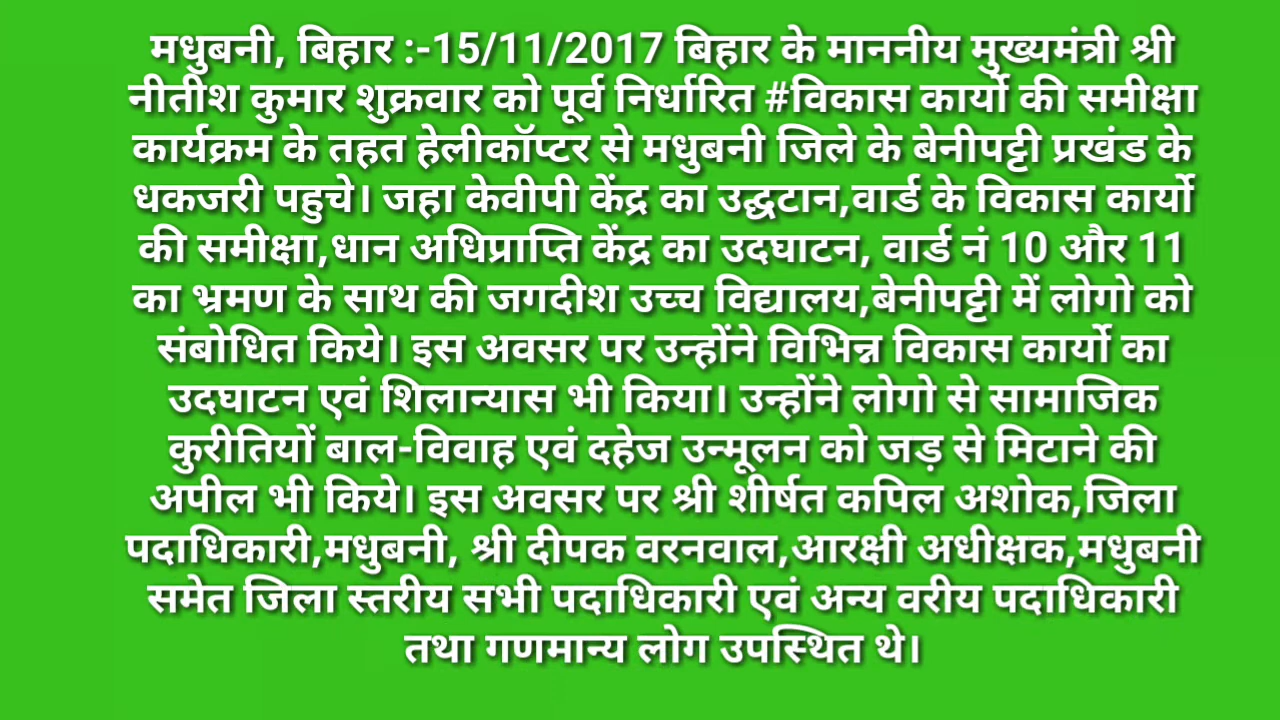 मधुबनी, बिहार :-15/11/2017 बिहार के माननीय मुख्यमंत्री श्री
नीतीश कुमार शुक्रवार को पूर्व निर्धारित #विकास कार्यो की समीक्षा
कार्यक्रम के तहत हेलीकॉप्टर से मधुबनी जिले के बेनीपट्टी प्रखंड के
धकजरी पहुचे। जहा केवीपी केंद्र का उद्घटान,वार्ड के विकास कार्यो
की समीक्षा,धान अधिप्राप्ति केंद्र का उदघाटन, वार्ड नं 10 और 11
का भ्रमण के साथ की जगदीश उच्च विद्यालय,बेनीपट्टी में लोगो को
संबोधित किये। इस अवसर पर उन्होंने विभिन्न विकास कार्यो का
उदघाटन एवं शिलान्यास भी किया। उन्होंने लोगो से सामाजिक
कुरीतियों बाल-विवाह एवं दहेज उन्मूलन को जड़ से मिटाने की
अपील भी किये। इस अवसर पर श्री शीर्षत कपिल अशोक,जिला
पदाधिकारी,मधुबनी, श्री दीपक वरनवाल,आरक्षी अधीक्षक,मधुबनी
समेत जिला स्तरीय सभी पदाधिकारी एवं अन्य वरीय पदाधिकारी
तथा गणमान्य लोग उपस्थित थे।